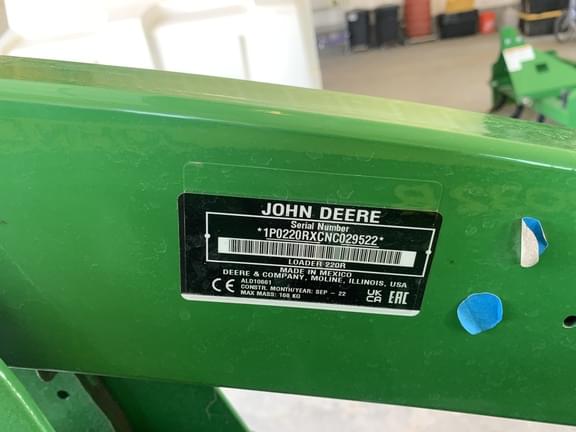 JOHN DEERE
Serial Number
*1P0220RXCNC029522*
LOADER 220R
MADE IN MEXICO
DEERE & COMPANY, MOLINE, ILLINOIS, USA
ALD10661
CONSTR. MONTH/YEAR: SEP - 22
MAX MASS: 168 KG
CE
UK
CA
EAC